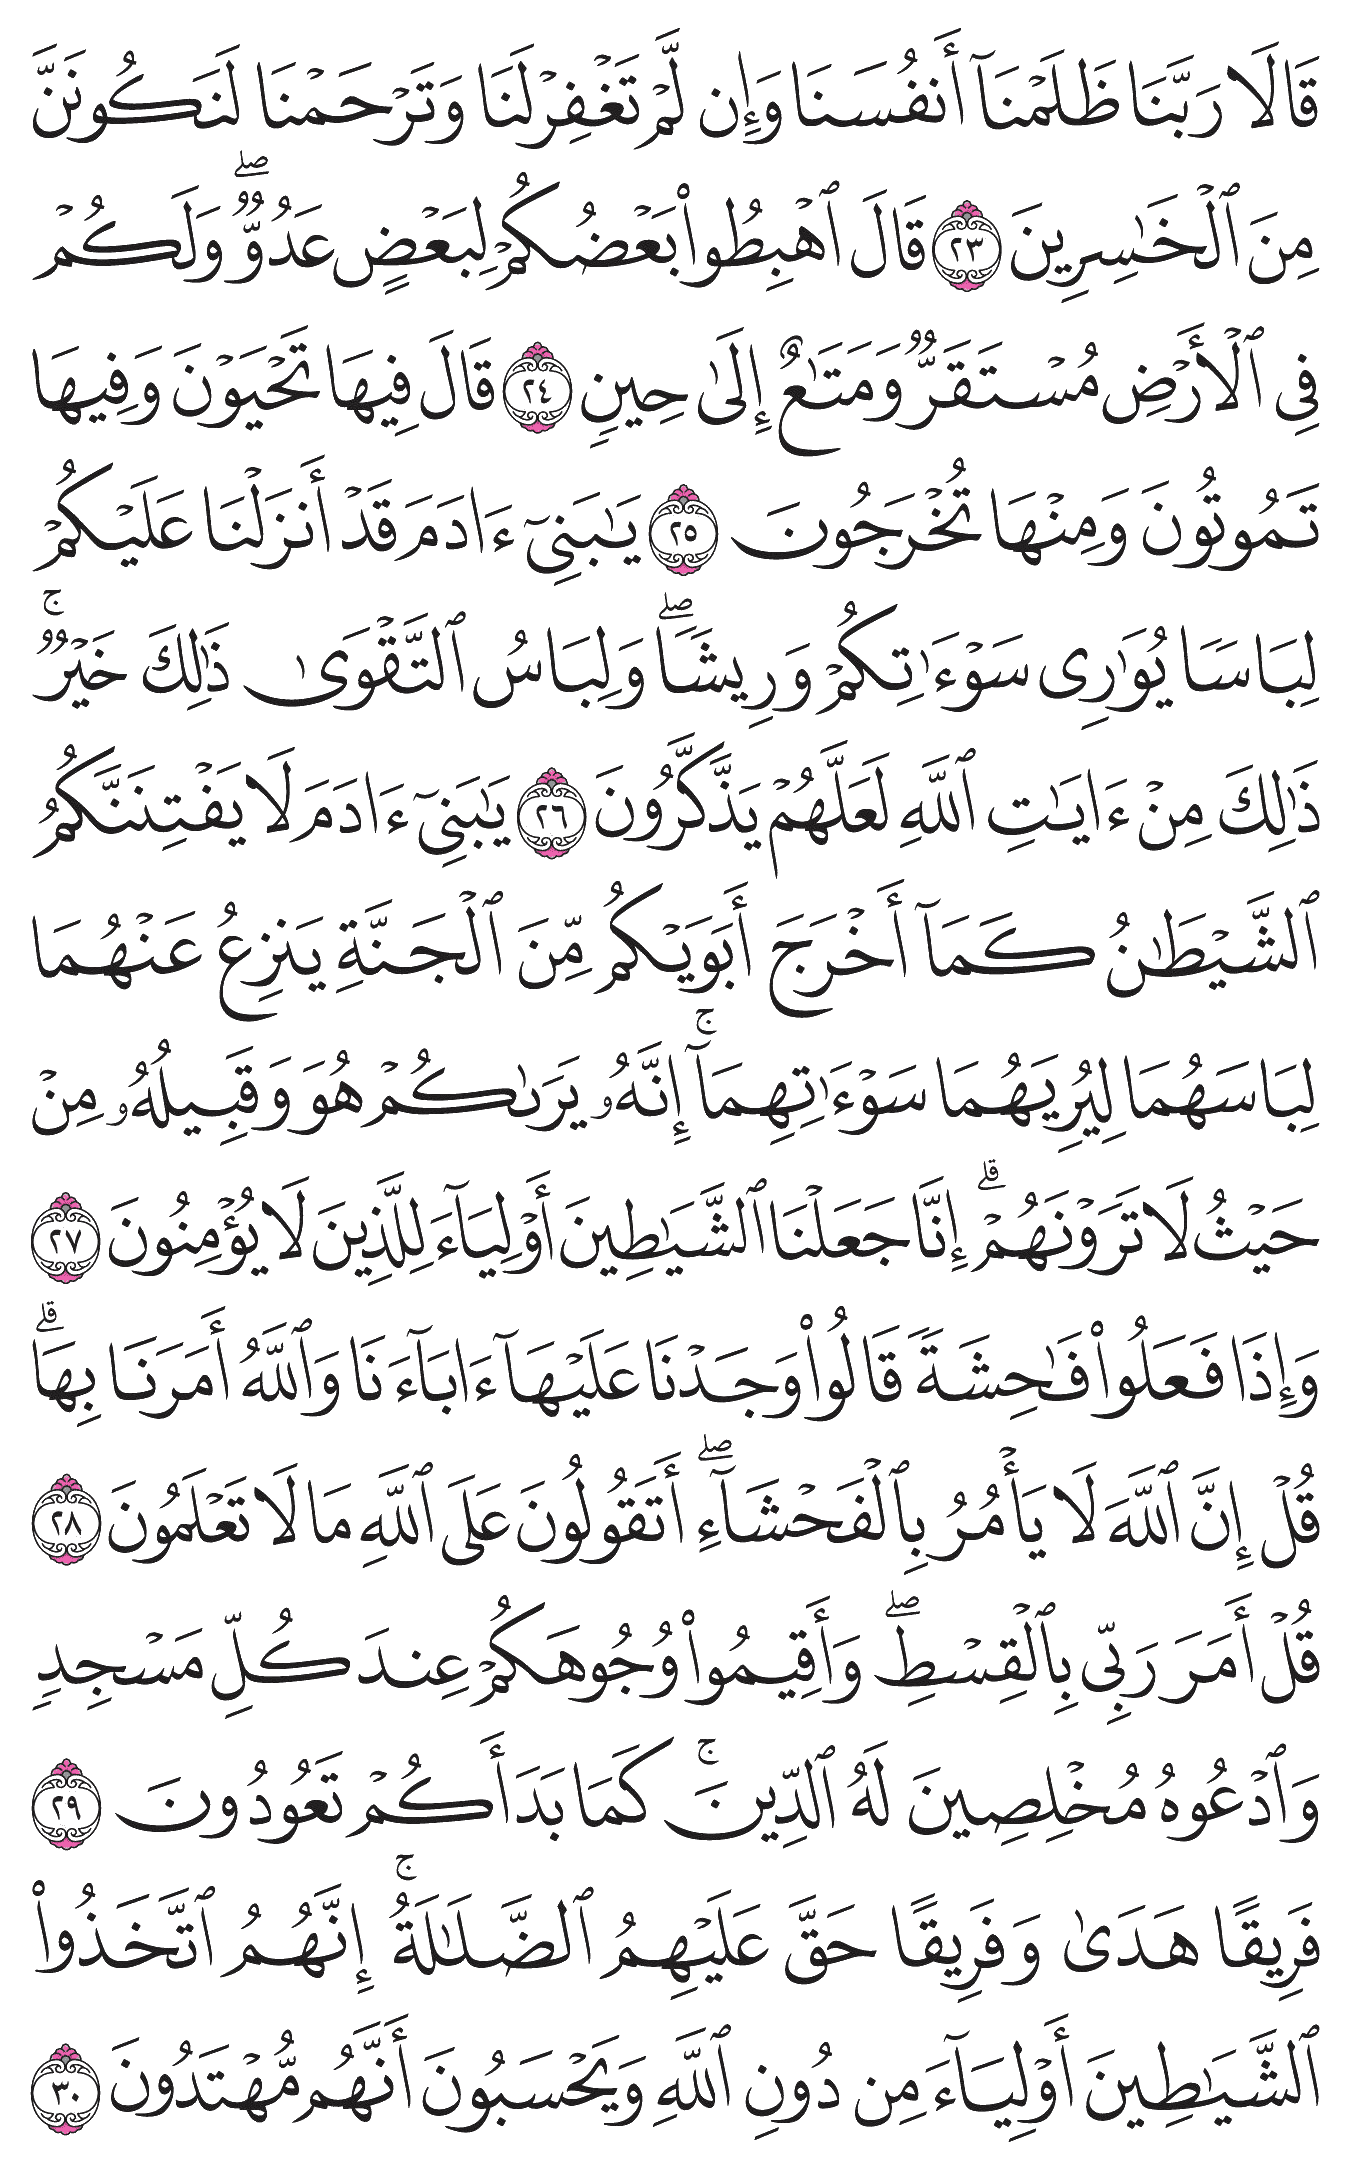 قَالَا رَبَّنَا ظَلَمۡنَآ أَنفُسَنَا وَإِن لَّمۡ تَغۡفِرۡ لَنَا وَتَرۡحَمۡنَا لَنَكُونَنَّ
مِنَ ٱلۡخَٰسِرِينَ ٢٣ قَالَ ٱهۡبِطُواْ بَعۡضُكُمۡ لِبَعۡضٍ عَدُوّٞۖ وَلَكُمۡ
فِي ٱلۡأَرۡضِ مُسۡتَقَرّٞ وَمَتَٰعٌ إِلَىٰ حِينٖ ٢٤ قَالَ فِيهَا تَحۡيَوۡنَ وَفِيهَا
تَمُوتُونَ وَمِنۡهَا تُخۡرَجُونَ ٢٥ يَٰبَنِيٓ ءَادَمَ قَدۡ أَنزَلۡنَا عَلَيۡكُمۡ
لِبَاسٗا يُوَٰرِي سَوۡءَٰتِكُمۡ وَرِيشٗاۖ وَلِبَاسُ ٱلتَّقۡوَىٰ ذَٰلِكَ خَيۡرٞۚ
ذَٰلِكَ مِنۡ ءَايَٰتِ ٱللَّهِ لَعَلَّهُمۡ يَذَّكَّرُونَ ٢٦ يَٰبَنِيٓ ءَادَمَ لَا يَفۡتِنَنَّكُمُ
ٱلشَّيۡطَٰنُ كَمَآ أَخۡرَجَ أَبَوَيۡكُم مِّنَ ٱلۡجَنَّةِ يَنزِعُ عَنۡهُمَا
لِبَاسَهُمَا لِيُرِيَهُمَا سَوۡءَٰتِهِمَآۚ إِنَّهُۥ يَرَىٰكُمۡ هُوَ وَقَبِيلُهُۥ مِنۡ
حَيۡثُ لَا تَرَوۡنَهُمۡۗ إِنَّا جَعَلۡنَا ٱلشَّيَٰطِينَ أَوۡلِيَآءَ لِلَّذِينَ لَا يُؤۡمِنُونَ ٢٧
وَإِذَا فَعَلُواْ فَٰحِشَةٗ قَالُواْ وَجَدۡنَا عَلَيۡهَآ ءَابَآءَنَا وَٱللَّهُ أَمَرَنَا بِهَاۗ
قُلۡ إِنَّ ٱللَّهَ لَا يَأۡمُرُ بِٱلۡفَحۡشَآءِۖ أَتَقُولُونَ عَلَى ٱللَّهِ مَا لَا تَعۡلَمُونَ ٢٨
قُلۡ أَمَرَ رَبِّي بِٱلۡقِسۡطِۖ وَأَقِيمُواْ وُجُوهَكُمۡ عِندَ كُلِّ مَسۡجِدٖ
وَٱدۡعُوهُ مُخۡلِصِينَ لَهُ ٱلدِّينَۚ كَمَا بَدَأَكُمۡ تَعُودُونَ ٢٩
فَرِيقًا هَدَىٰ وَفَرِيقًا حَقَّ عَلَيۡهِمُ ٱلضَّلَٰلَةُۚ إِنَّهُمُ ٱتَّخَذُواْ
ٱلشَّيَٰطِينَ أَوۡلِيَآءَ مِن دُونِ ٱللَّهِ وَيَحۡسَبُونَ أَنَّهُم مُّهۡتَدُونَ ٣٠